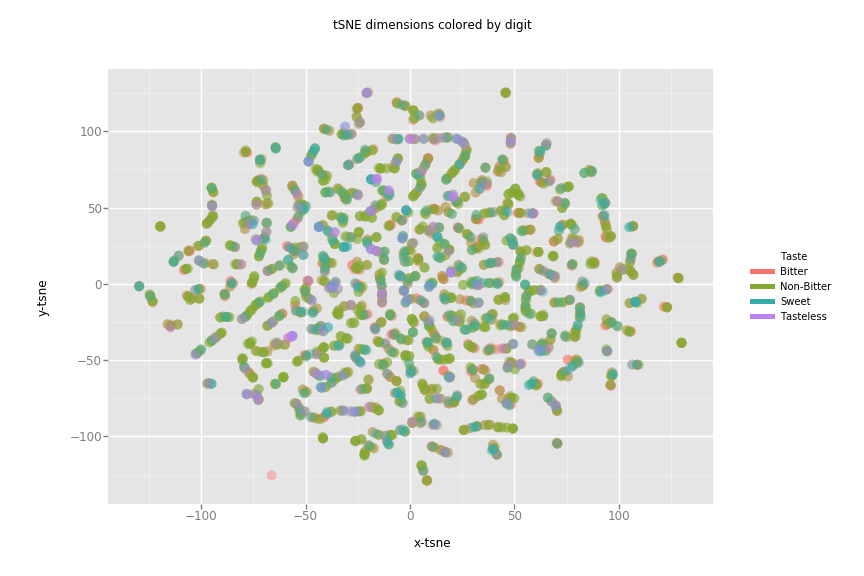 tSNE dimensions colored by digit
100
50
0
−50
−100
y-tsne
−100 −50 0 50 100
x-tsne
Taste
Bitter
Non-Bitter
Sweet
Tasteless